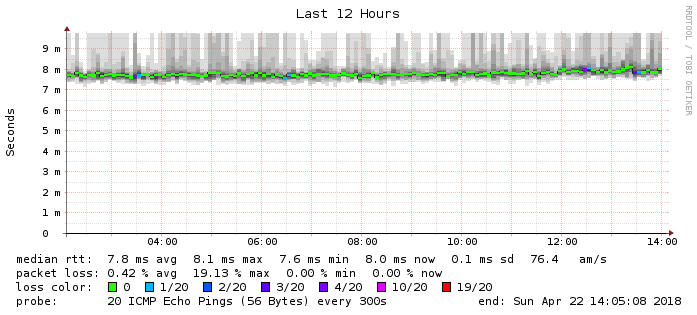 Last 12 Hours
RRDTOOL / TOBI OETIKER
Seconds
9 m
8 m
7 m
6 m
5 m
4 m
3 m
2 m
1 m
0
04:00 06:00 08:00 10:00 12:00 14:00
median rtt: 7.8 ms avg 8.1 ms max 7.6 ms min 8.0 ms now 0.1 ms sd 76.4 am/s
packet loss: 0.42 % avg 19.13 % max 0.00 % min 0.00 % now
loss color: 0 1/20 2/20 3/20 4/20 10/20 19/20
probe: 20 ICMP Echo Pings (56 Bytes) every 300s end: Sun Apr 22 14:05:08 2018